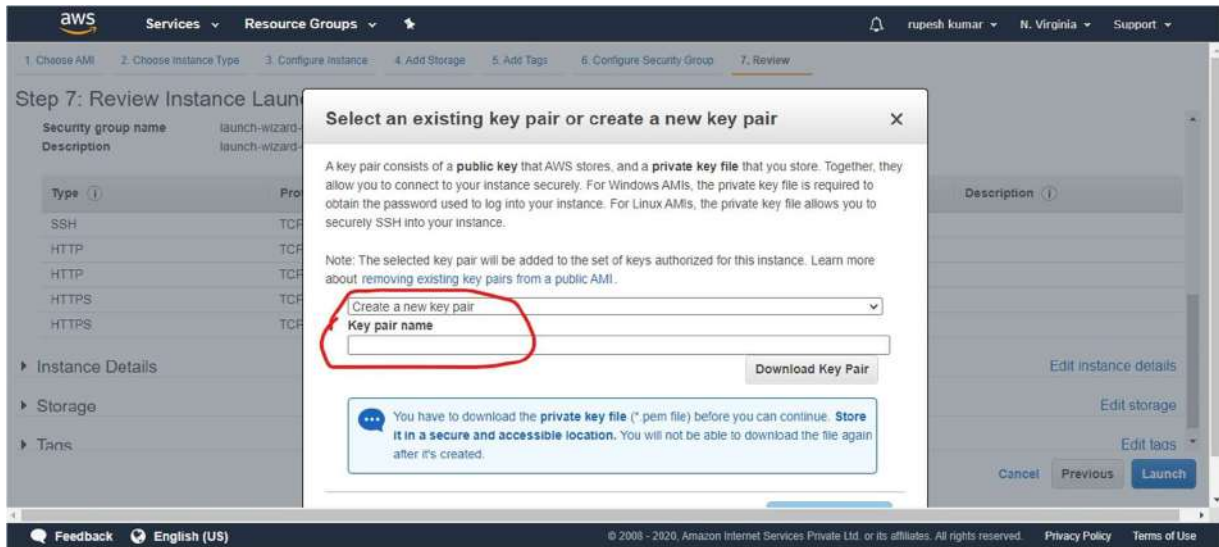 aws
Services
Resource Groups
rupesh kumar
N. Virginia
Support
1. Choose AMI
2. Choose Instance Type
3. Configure Instance
4. Add Storage
5. Add Tags
6. Configure Security Group
7. Review
Step 7: Review Instance Laun
Security group name
launch-wizard-
Description
launch-wizard-
Type
Pro
Description
SSH
TCP
HTTP
TCP
HTTP
TCP
HTTPS
TCP
HTTPS
TCP
Instance Details
Edit instance details
Storage
Edit storage
Tags
Edit tags
Select an existing key pair or create a new key pair
A key pair consists of a public key that AWS stores, and a private key file that you store. Together, they
allow you to connect to your instance securely. For Windows AMIs, the private key file is required to
obtain the password used to log into your instance. For Linux AMIs, the private key file allows you to
securely SSH into your instance.
Note: The selected key pair will be added to the set of keys authorized for this instance. Learn more
about removing existing key pairs from a public AMI.
Create a new key pair
Key pair name
Download Key Pair
You have to download the private key file (*.pem file) before you can continue. Store
it in a secure and accessible location. You will not be able to download the file again
after it's created.
Cancel
Previous
Launch
Feedback
English (US)
© 2008 - 2020, Amazon Internet Services Private Ltd. or its affiliates. All rights reserved.
Privacy Policy
Terms of Use